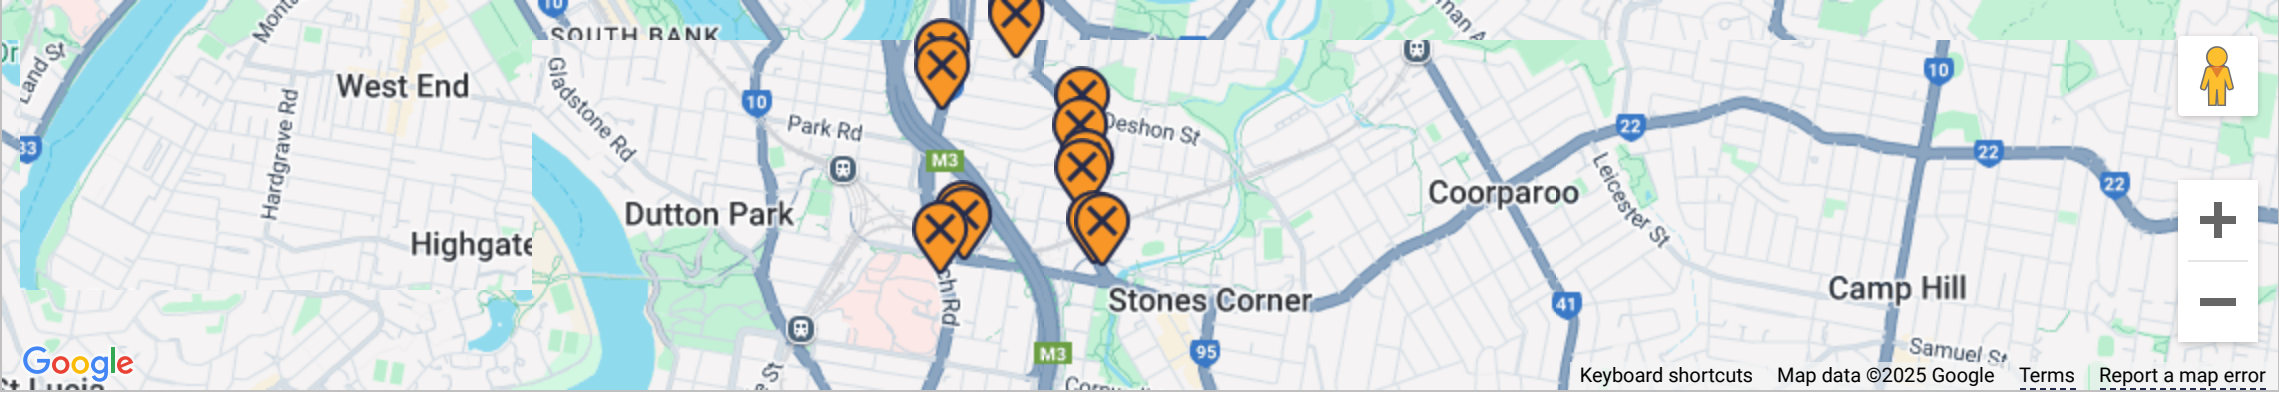 10
SOUTH BANK
Land St
West End
Hardgrave Rd
33
Gladstone Rd
10
Park Rd
M3
Deshon St
22
10
22
22
Coorparoo
Leicester St
Dutton Park
Highgate
Stones Corner
Camp Hill
41
M3
95
Samuel St
Google
Keyboard shortcuts
Map data ©2025 Google
Terms
Report a map error